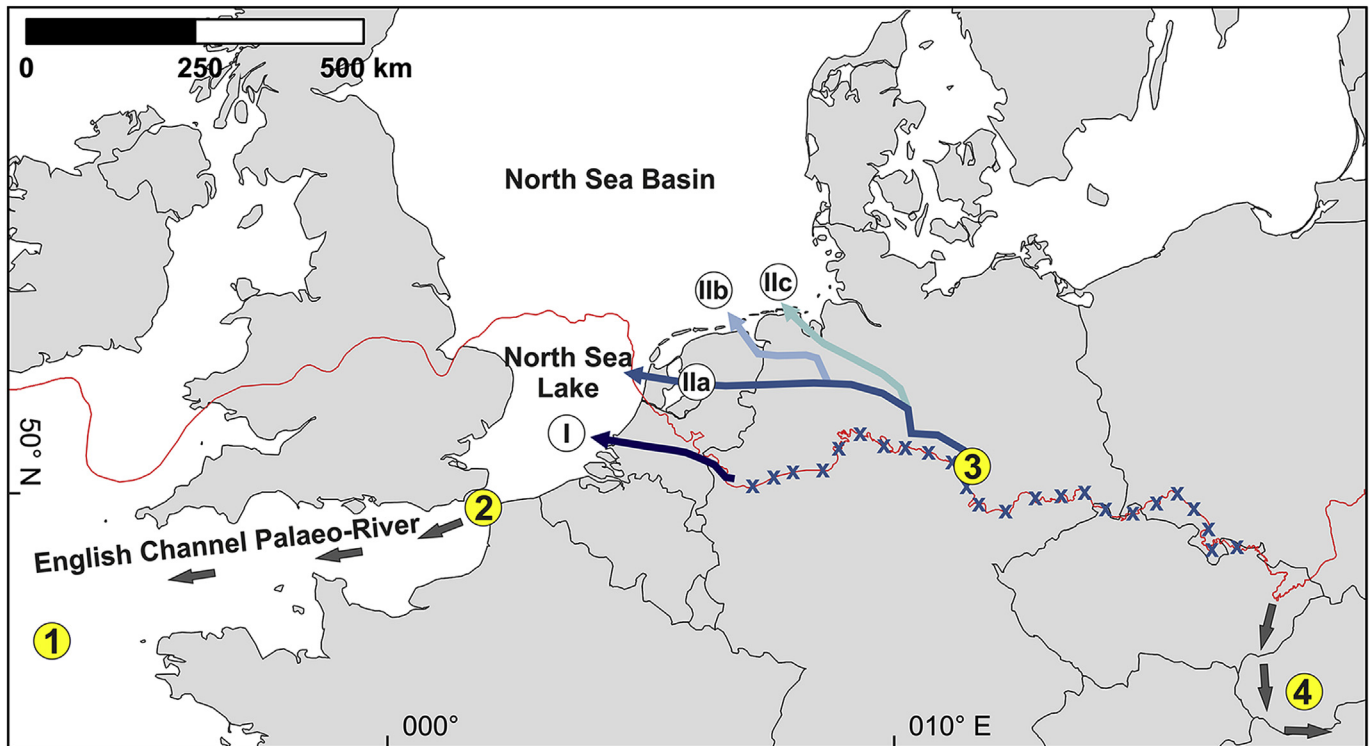 0 250 500 km
North Sea Basin
IIb
IIc
North Sea
Lake
IIa
I
50° N
3
2
English Channel Palaeo-River
1
4
000°
010° E
x x x x x x x x x x x x x x x x x x x x x x x x x